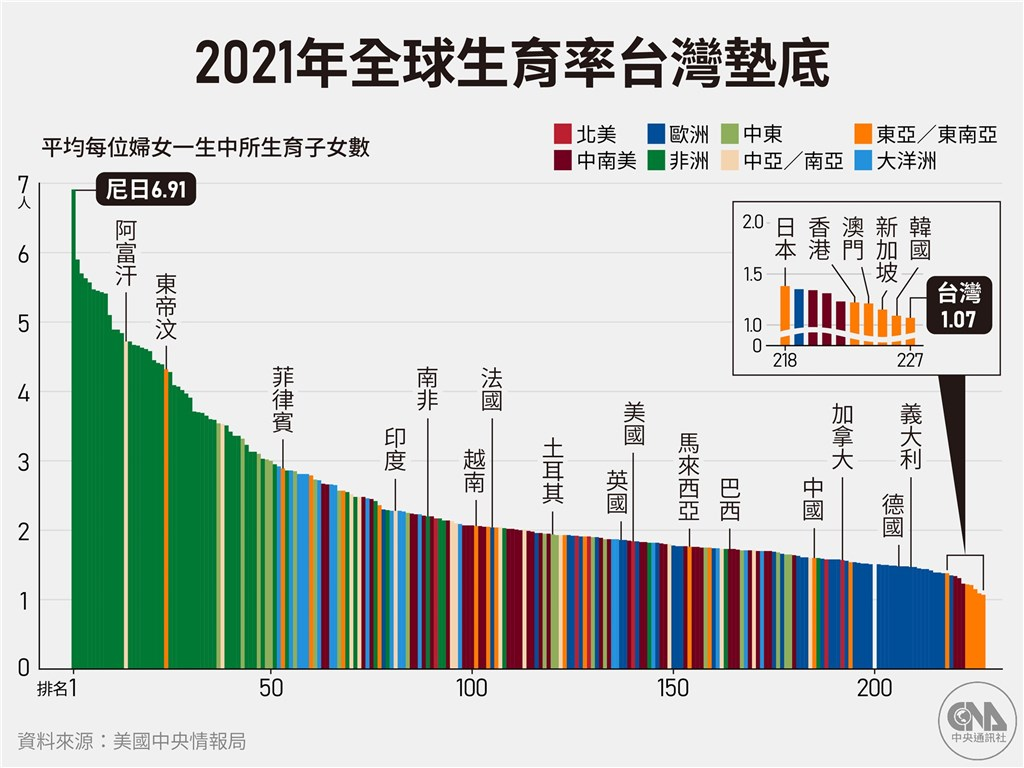 2021年全球生育率台灣墊底
平均每位婦女一生中所生育子女數
北美
歐洲
中東
東亞／東南亞
中南美
非洲
中亞／南亞
大洋洲
7
人
6
5
4
3
2
1
0
尼日6.91
阿富汗
東帝汶
菲律賓
印度
南非
越南
法國
土耳其
英國
美國
馬來西亞
巴西
中國
加拿大
德國
義大利
2.0
1.5
1.0
0
日本
香港
澳門
新加坡
韓國
台灣
1.07
218
227
排名1
50
100
150
200
資料來源：美國中央情報局
CNA
中央通訊社